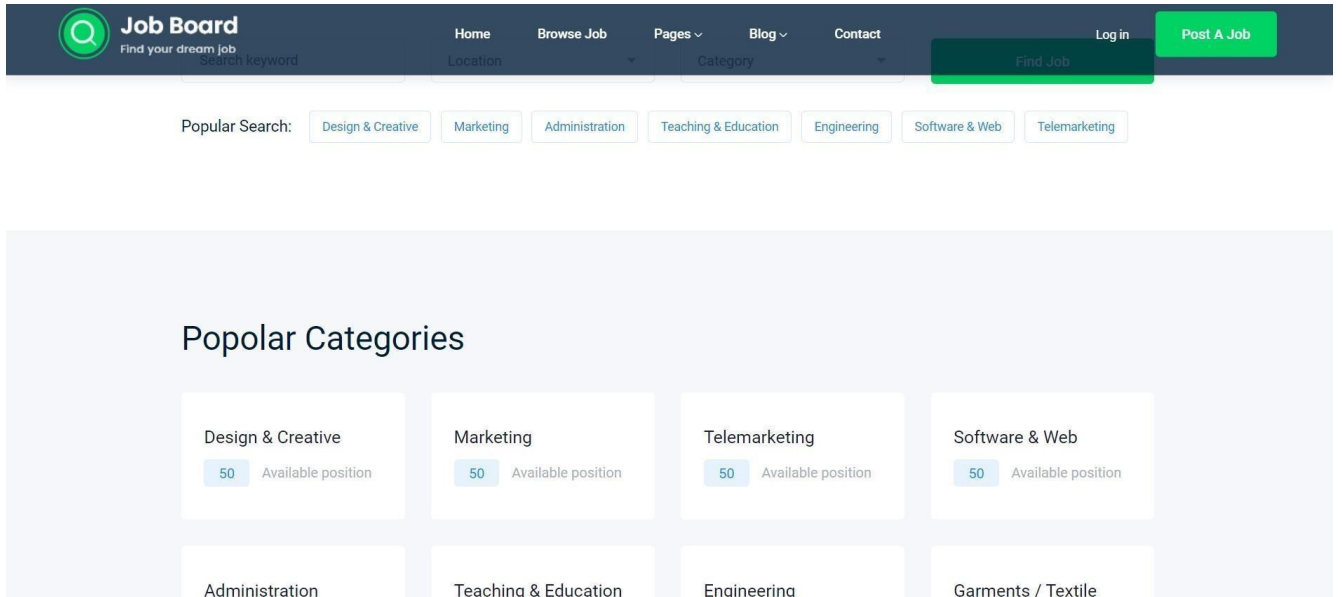 Job Board
Find your dream job
Home Browse Job Pages Blog Contact Log in Post A Job
Search keyword Location Category Find Job
Popular Search: Design & Creative Marketing Administration Teaching & Education Engineering Software & Web Telemarketing
Popolar Categories
Design & Creative Marketing Telemarketing Software & Web
50 Available position 50 Available position 50 Available position 50 Available position
Administration Teaching & Education Engineering Garments / Textile